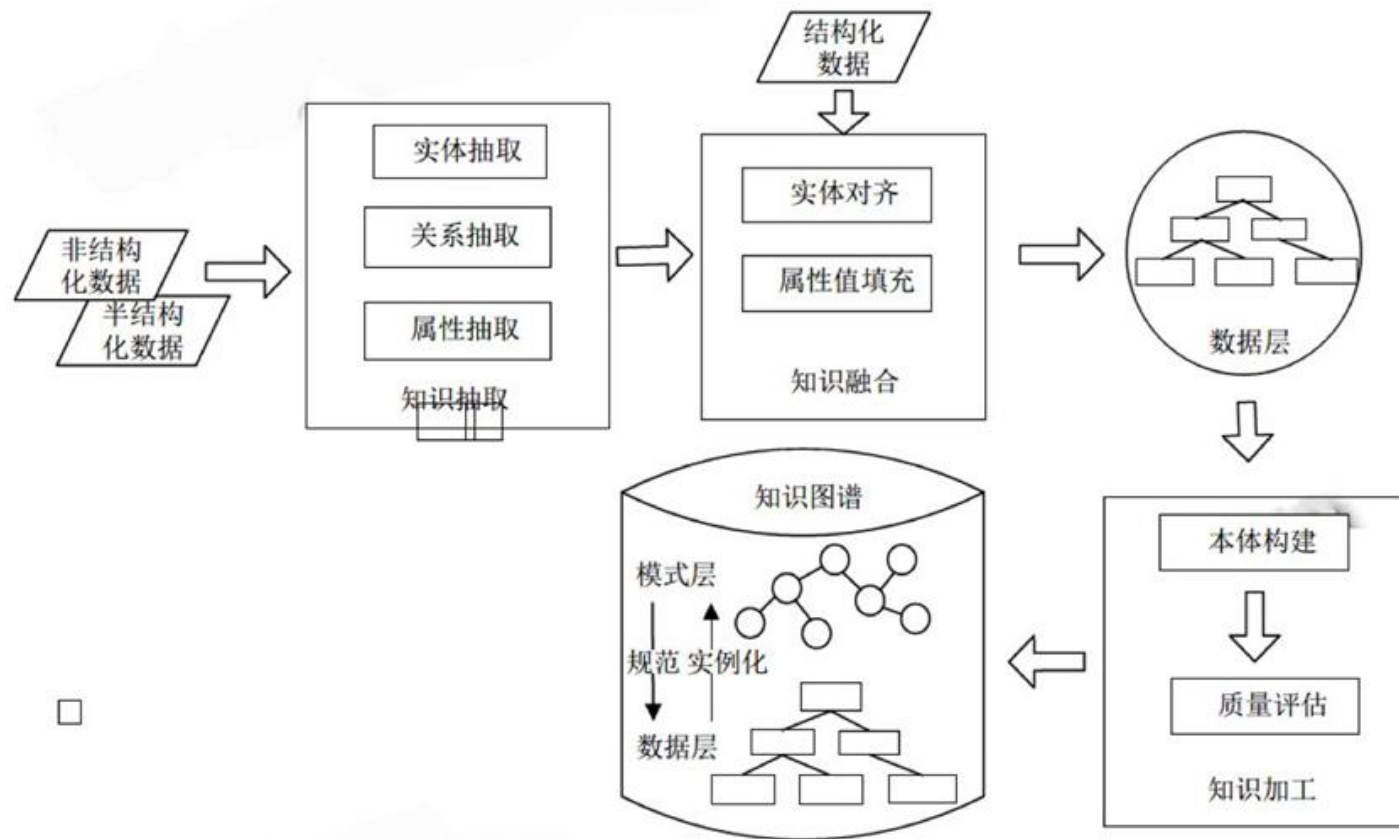 结构化
数据
实体抽取
关系抽取
属性抽取
知识抽取
非结构
化数据
半结构
化数据
实体对齐
属性值填充
知识融合
数据层
知识图谱
模式层
规范 实例化
数据层
本体构建
质量评估
知识加工